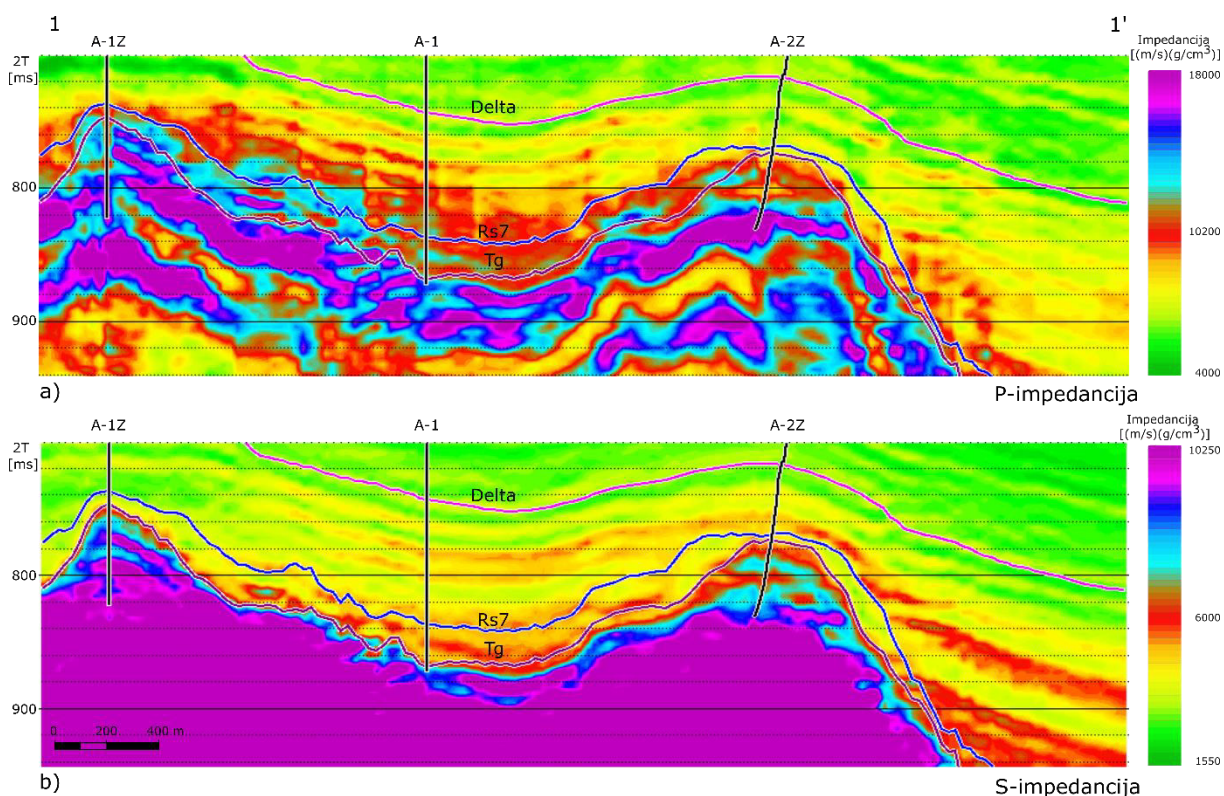 1
1'
A-1Z
A-1
A-2Z
2T
[ms]
Impedancija
[(m/s)(g/cm3)]
18000
Delta
800
Rs7
10200
Tg
900
4000
a)
P-impedancija
A-1Z
A-1
A-2Z
2T
[ms]
Impedancija
[(m/s)(g/cm3)]
10250
Delta
800
Rs7
6000
Tg
900
0 200 400 m
1550
b)
S-impedancija